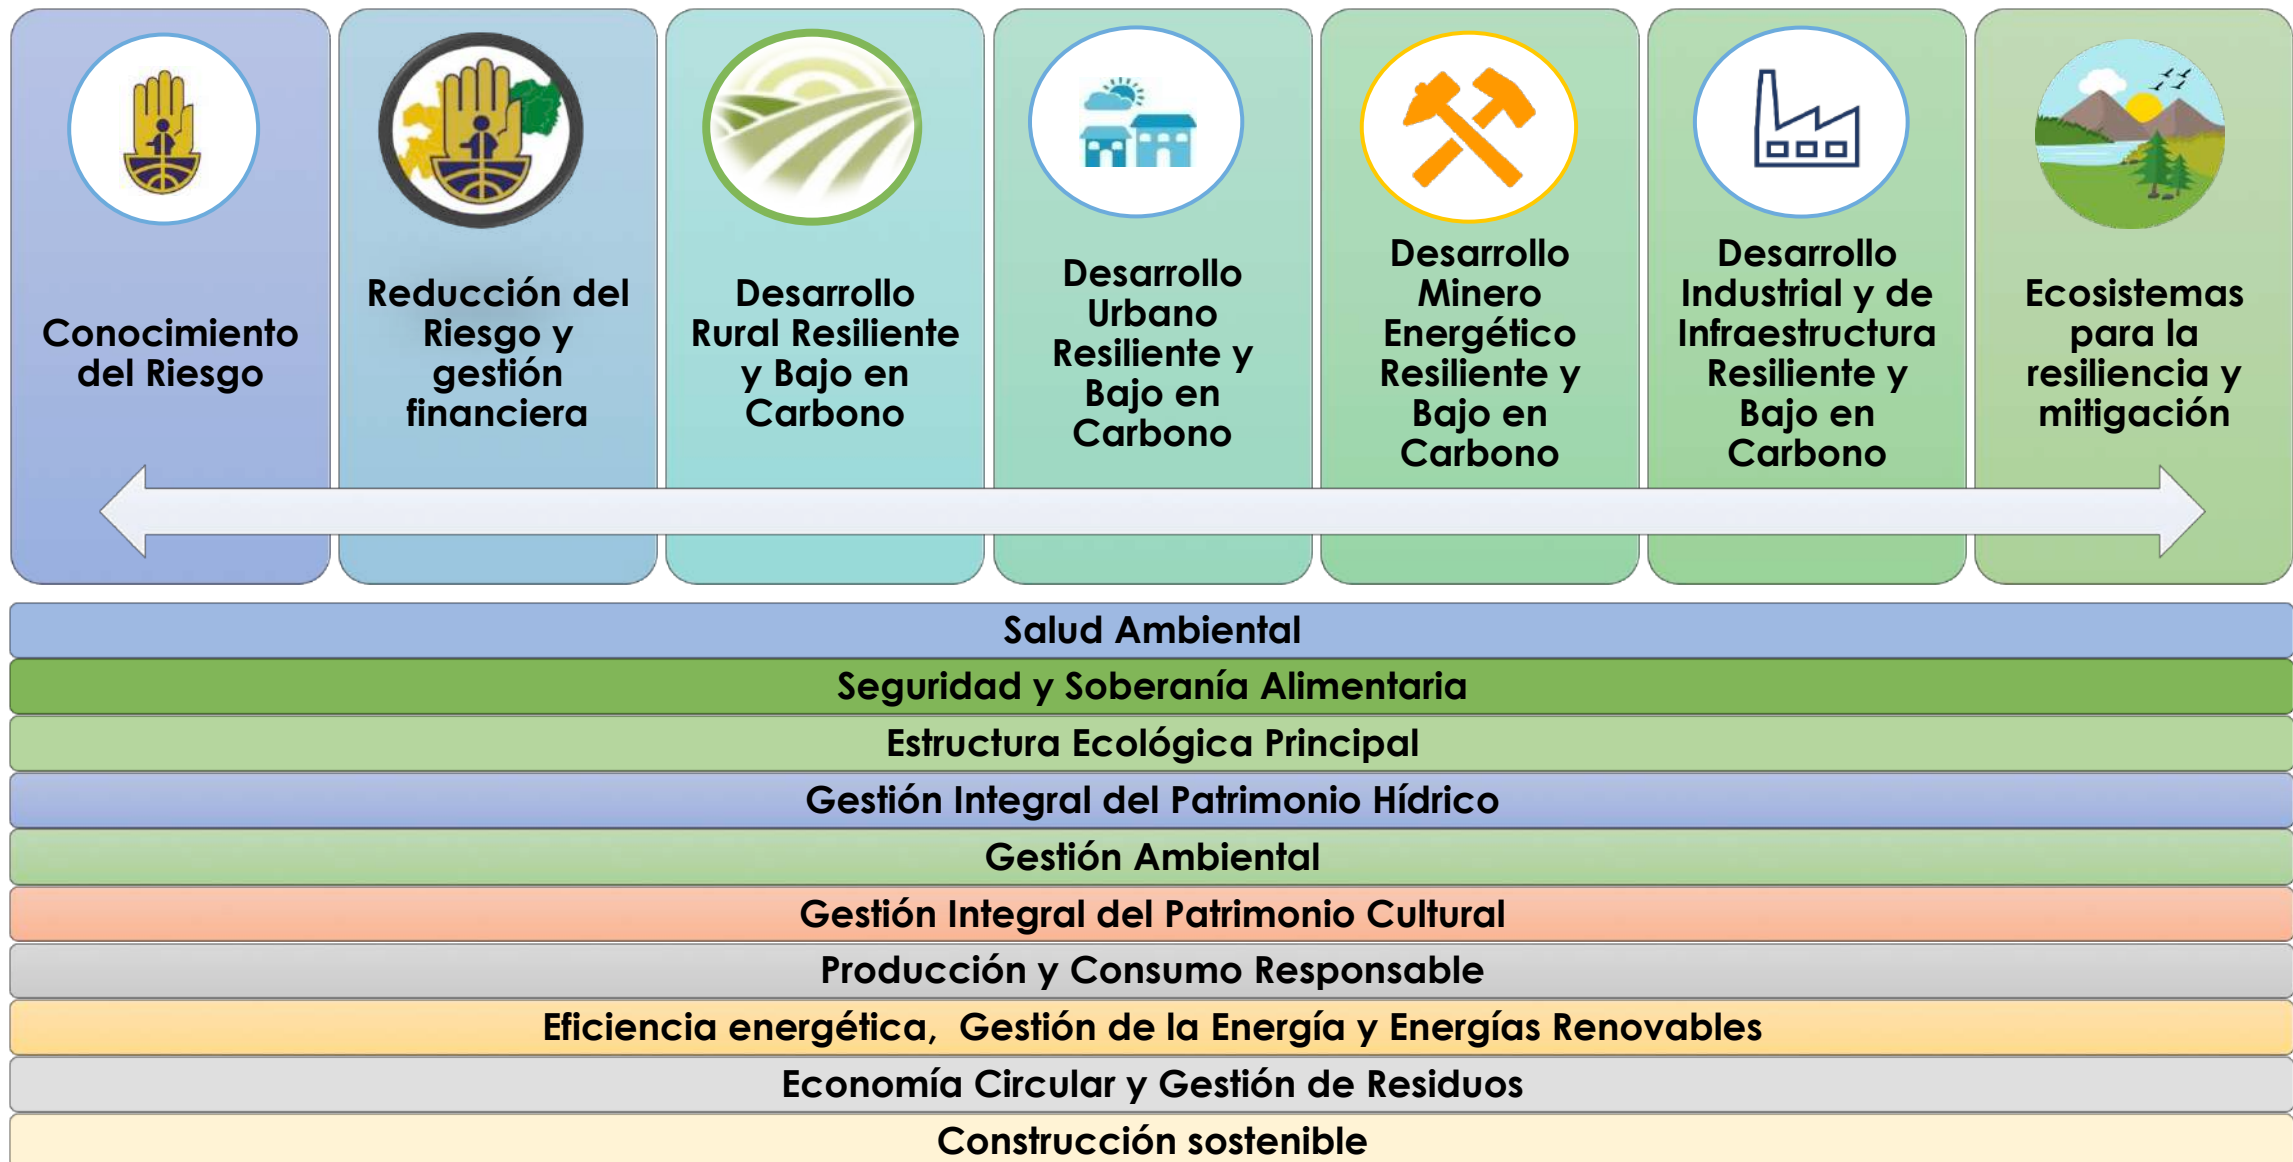 Conocimiento
del Riesgo
Reducción del
Riesgo y
gestión
financiera
Desarrollo
Rural Resiliente
y Bajo en
Carbono
Desarrollo
Urbano
Resiliente y
Bajo en
Carbono
Desarrollo
Minero
Energético
Resiliente y
Bajo en
Carbono
Desarrollo
Industrial y de
Infraestructura
Resiliente y
Bajo en
Carbono
Ecosistemas
para la
resiliencia y
mitigación
Salud Ambiental
Seguridad y Soberanía Alimentaria
Estructura Ecológica Principal
Gestión Integral del Patrimonio Hídrico
Gestión Ambiental
Gestión Integral del Patrimonio Cultural
Producción y Consumo Responsable
Eficiencia energética,  Gestión de la Energía y Energías Renovables
Economía Circular y Gestión de Residuos
Construcción sostenible